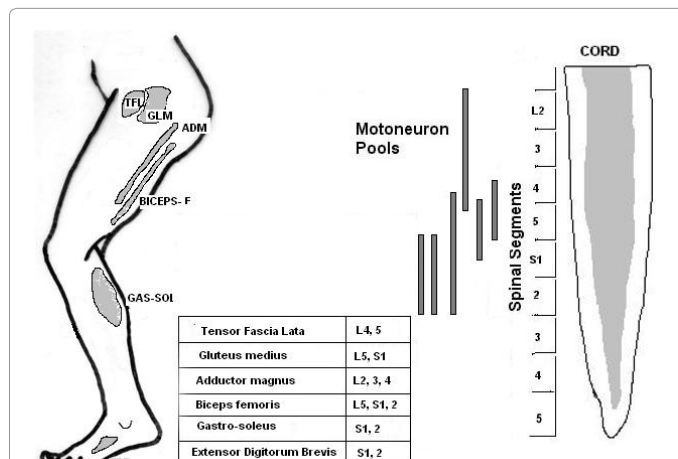 CORD
TFL
GLM
ADM
BICEPS- F
GAS-SOL
Motoneuron
Pools
Spinal Segments
L2
3
4
5
S1
2
3
4
5
Tensor Fascia Lata L4, 5
Gluteus medius L5, S1
Adductor magnus L2, 3, 4
Biceps femoris L5, S1, 2
Gastro-soleus S1, 2
Extensor Digitorum Brevis S1, 2